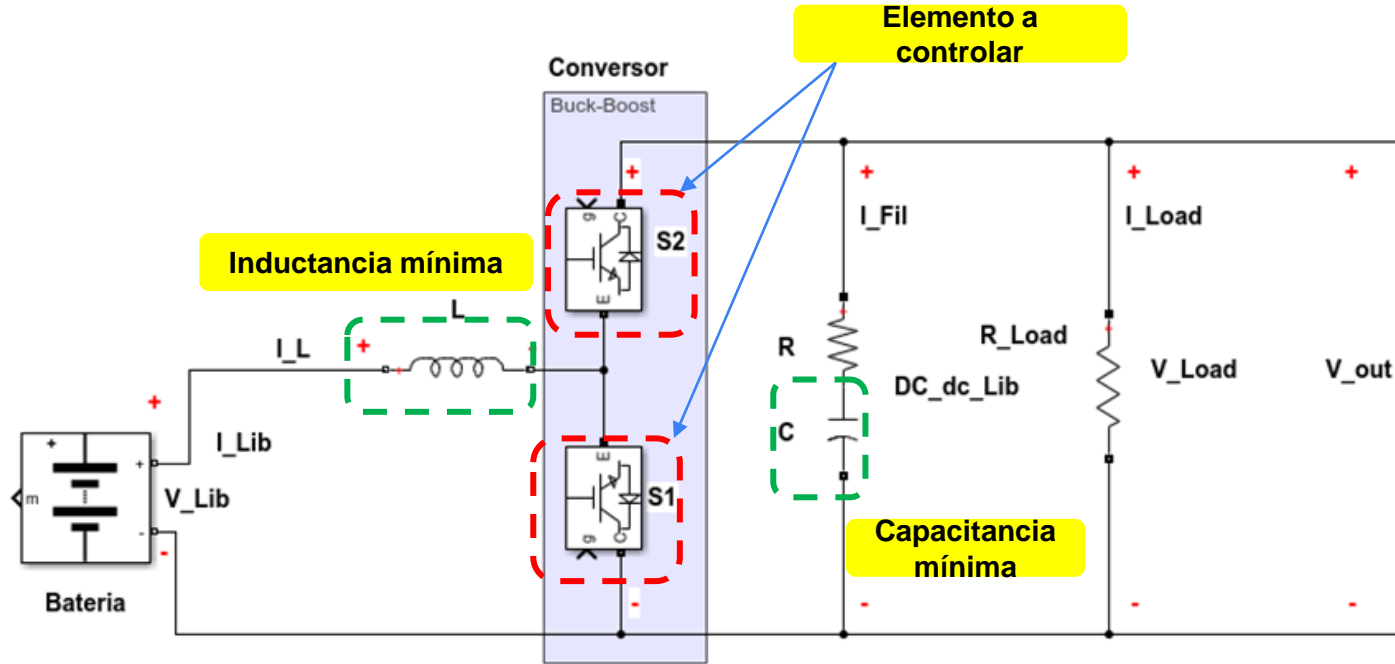 Elemento a
controlar
Conversor
Buck-Boost
+
+
+
+
g
C
S2
E
I_Fil
I_Load
Inductancia mínima
L
I_L
+
+
+
I_Lib
+
+
m
V_Lib
-
-
Bateria
E
S1
g
C
-
R
C
DC_dc_Lib
R_Load
V_Load
V_out
Capacitancia
mínima
-
-
-